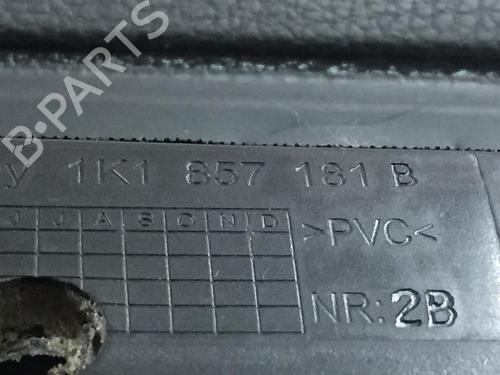 B-PARTS
y 1K1 857 181 B
J J A S O N D
>PVC<
NR: 2B